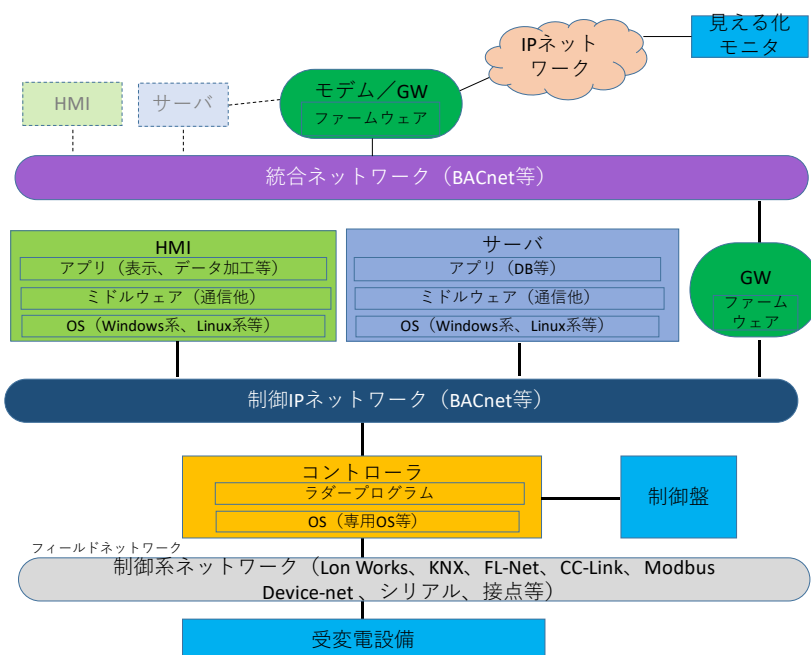 IPネット
ワーク
見える化
モニタ
HMI
サーバ
モデム／GW
ファームウェア
統合ネットワーク（BACnet等）
HMI
アプリ（表示、データ加工等）
ミドルウェア（通信他）
OS（Windows系、Linux系等）
サーバ
アプリ（DB等）
ミドルウェア（通信他）
OS（Windows系、Linux系等）
GW
ファーム
ウェア
制御IPネットワーク（BACnet等）
コントローラ
ラダープログラム
OS（専用OS等）
制御盤
フィールドネットワーク
制御系ネットワーク（Lon Works、KNX、FL-Net、CC-Link、Modbus
Device-net 、シリアル、接点等）
受変電設備